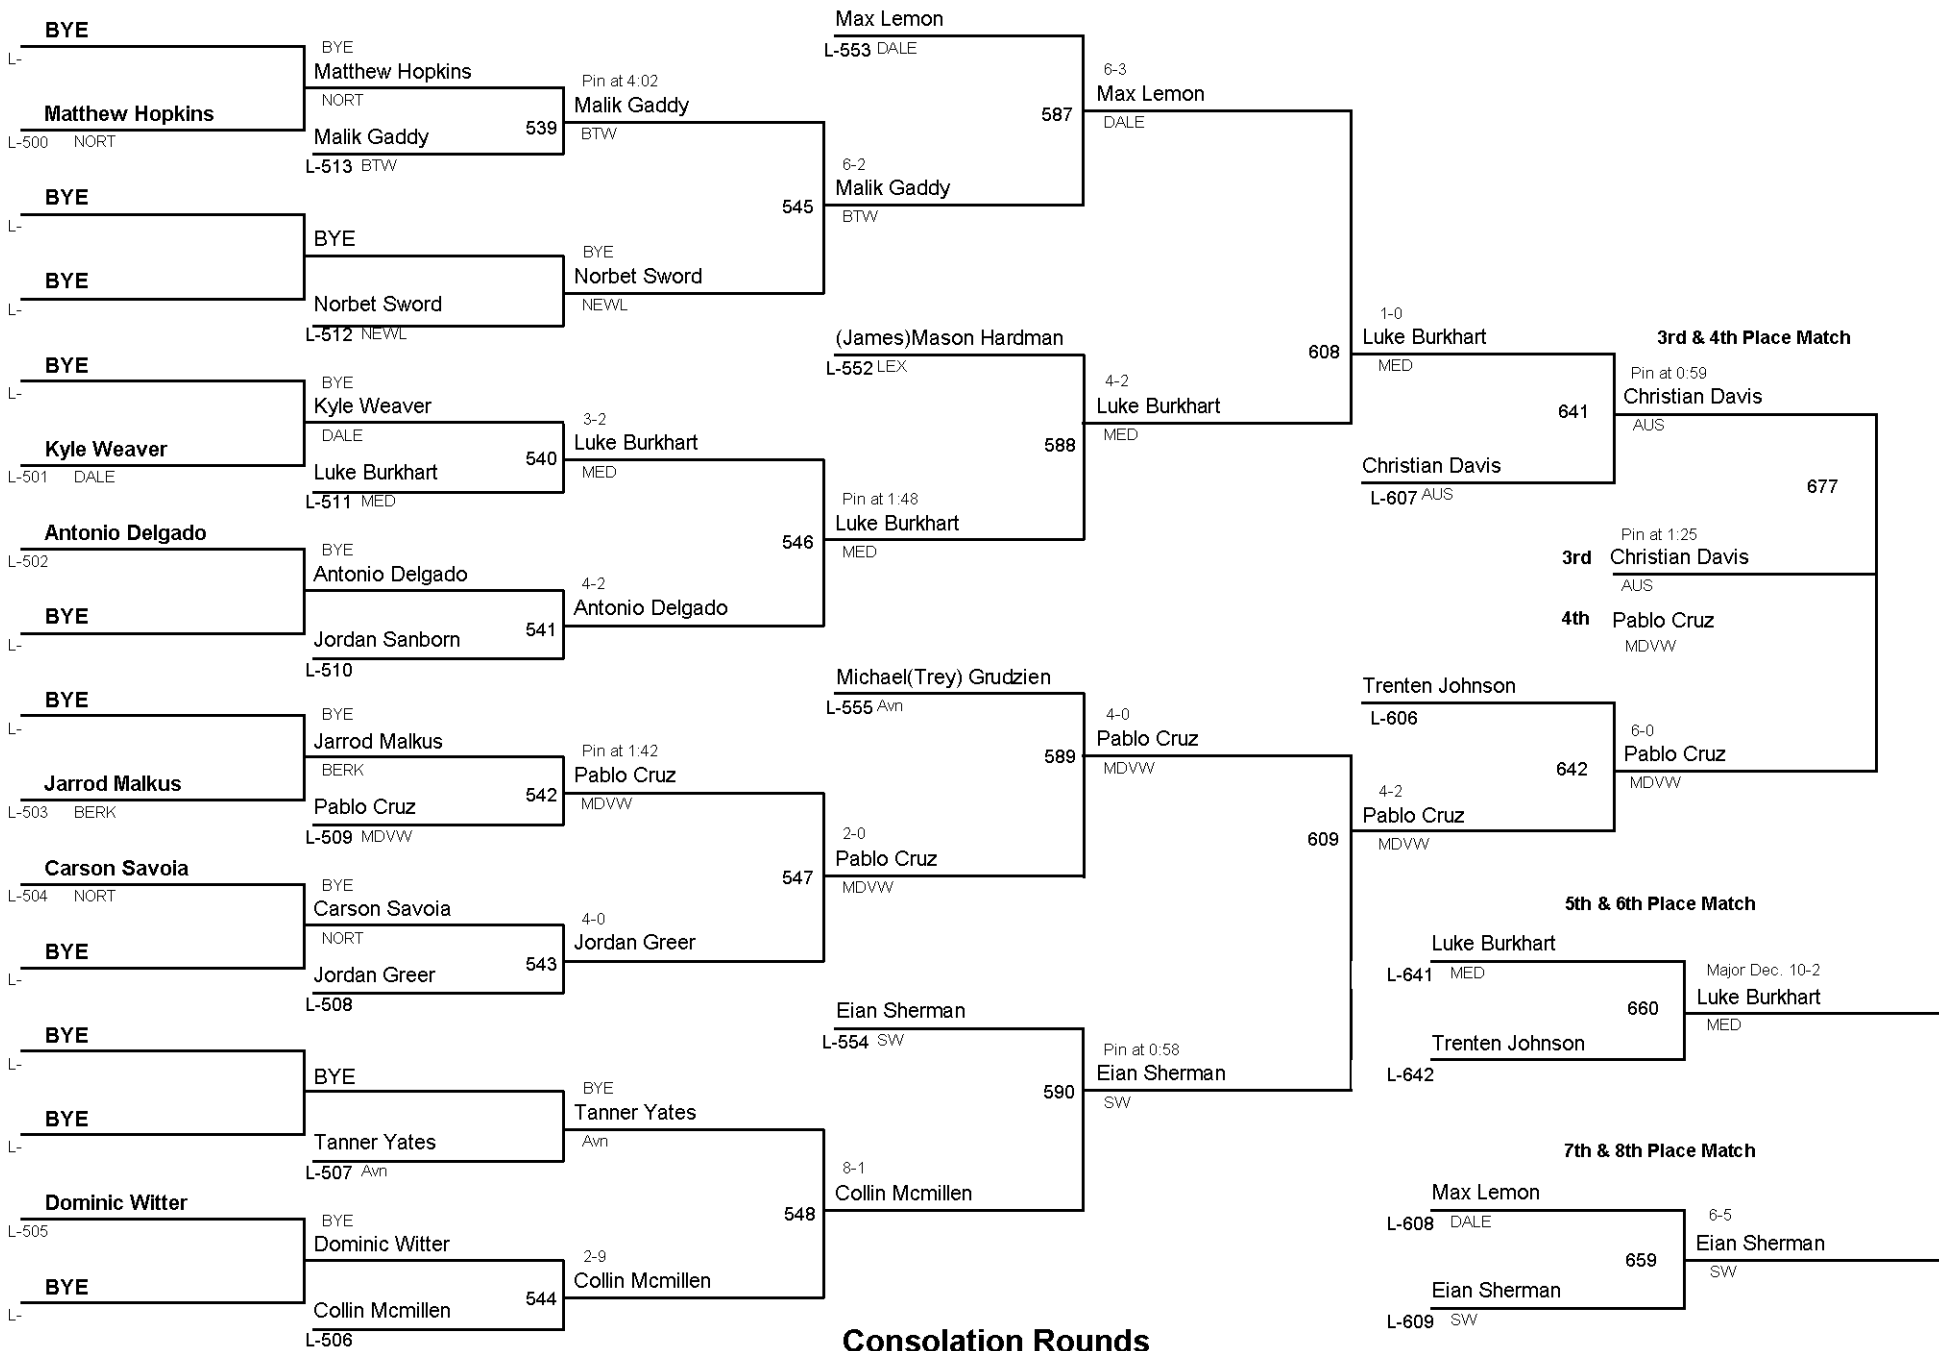 BYE
L-
Matthew Hopkins
L-500 NORT
BYE
L-
BYE
L-
BYE
L-
Kyle Weaver
L-501 DALE
Antonio Delgado
L-502
BYE
L-
BYE
L-
Jarrod Malkus
L-503 BERK
Carson Savoia
L-504 NORT
BYE
L-
BYE
L-
BYE
L-
Dominic Witter
L-505
BYE
L-
BYE
Matthew Hopkins
NORT
Malik Gaddy
L-513 BTW
539
BYE
Norbet Sword
L-512 NEWL
BYE
Kyle Weaver
DALE
Luke Burkhart
L-511 MED
540
BYE
Antonio Delgado
Jordan Sanborn
L-510
541
BYE
Jarrod Malkus
BERK
Pablo Cruz
L-509 MDVW
542
BYE
Carson Savoia
NORT
Jordan Greer
L-508
543
BYE
Tanner Yates
L-507 Avn
BYE
Dominic Witter
Collin Mcmillen
L-506
544
Pin at 4:02
Malik Gaddy
BTW
545
BYE
Norbet Sword
NEWL
3-2
Luke Burkhart
MED
546
4-2
Antonio Delgado
Pin at 1:42
Pablo Cruz
MDVW
547
4-0
Jordan Greer
BYE
Tanner Yates
Avn
548
2-9
Collin Mcmillen
Max Lemon
L-553 DALE
587
6-2
Malik Gaddy
BTW
(James)Mason Hardman
L-552 LEX
588
Pin at 1:48
Luke Burkhart
MED
Michael(Trey) Grudzien
L-555 Avn
589
2-0
Pablo Cruz
MDVW
Eian Sherman
L-554 SW
590
8-1
Collin Mcmillen
6-3
Max Lemon
DALE
608
4-2
Luke Burkhart
MED
4-0
Pablo Cruz
MDVW
609
Pin at 0:58
Eian Sherman
SW
1-0
Luke Burkhart
MED
641
Christian Davis
L-607 AUS
Trenten Johnson
L-606
642
4-2
Pablo Cruz
MDVW
3rd & 4th Place Match
Pin at 0:59
Christian Davis
AUS
677
Pin at 1:25
3rd Christian Davis
AUS
4th Pablo Cruz
MDVW
6-0
Pablo Cruz
MDVW
5th & 6th Place Match
Luke Burkhart
L-641 MED
660
Trenten Johnson
L-642
Major Dec. 10-2
Luke Burkhart
MED
7th & 8th Place Match
Max Lemon
L-608 DALE
659
Eian Sherman
L-609 SW
6-5
Eian Sherman
SW
Consolation Rounds